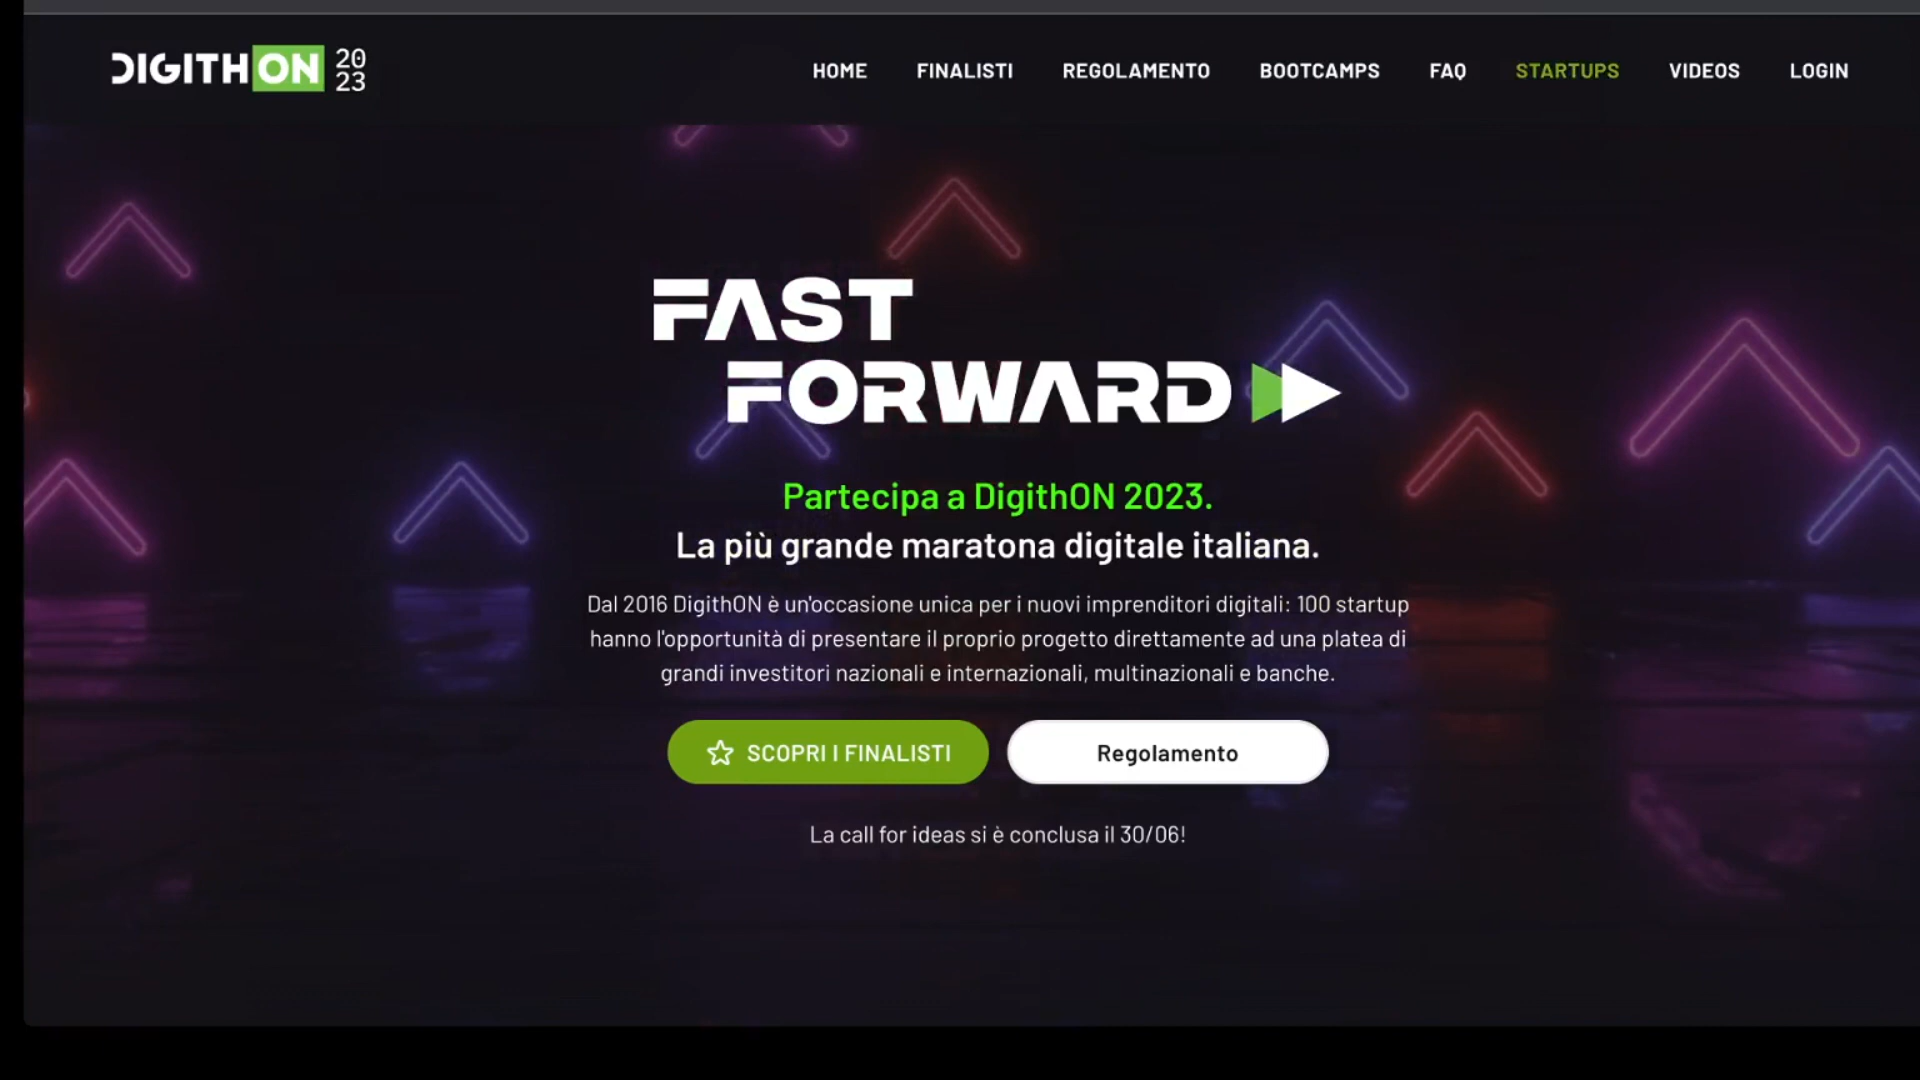 DIGITHON 2023
HOME FINALISTI REGOLAMENTO BOOTCAMPS FAQ STARTUPS VIDEOS LOGIN
FAST
FORWARD
Partecipa a DigithON 2023.
La più grande maratona digitale italiana.
Dal 2016 DigithON è un'occasione unica per i nuovi imprenditori digitali: 100 startup
hanno l'opportunità di presentare il proprio progetto direttamente ad una platea di
grandi investitori nazionali e internazionali, multinazionali e banche.
SCOPRI I FINALISTI
Regolamento
La call for ideas si è conclusa il 30/06!